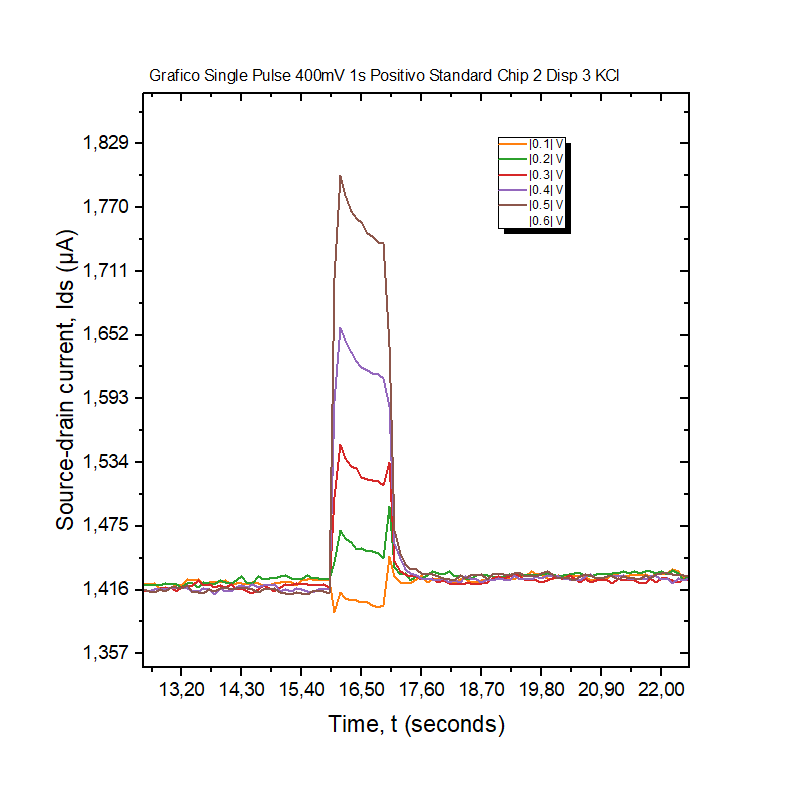 Grafico Single Pulse 400mV 1s Positivo Standard Chip 2 Disp 3 KCl
1,829
1,770
1,711
1,652
1,593
1,534
1,475
1,416
1,357
Source-drain current, Ids (μA)
|0.1| V
|0.2| V
|0.3| V
|0.4| V
|0.5| V
|0.6| V
13,20 14,30 15,40 16,50 17,60 18,70 19,80 20,90 22,00
Time, t (seconds)